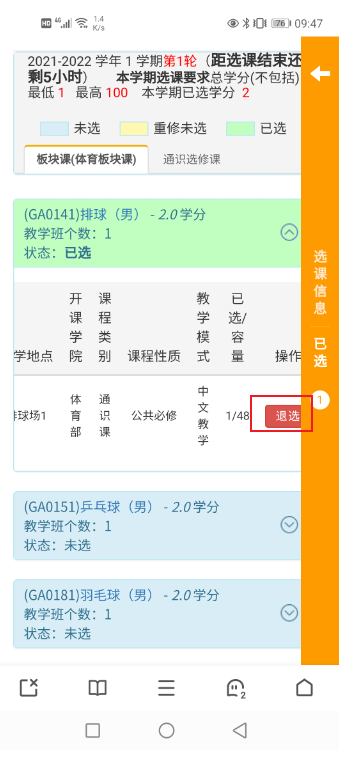 HD 4G 1.4 K/s 76 09:47
2021-2022 学年 1 学期第1轮（距选课结束还
剩5小时） 本学期选课要求总学分(不包括)
最低 1 最高 100 本学期已选学分 2
未选 重修未选 已选
板块课(体育板块课) 通识选修课
(GA0141)排球（男） - 2.0 学分
教学班个数：1
状态：已选
学地点 开课学院 课程类别 课程性质 教学模式 已选/容量 操作
排球场1 体育部 通识课 公共必修 中文教学 1/48 退选
(GA0151)乒乓球（男） - 2.0 学分
教学班个数：1
状态：未选
(GA0181)羽毛球（男） - 2.0 学分
教学班个数：1
状态：未选
选课信息
已选
1
2